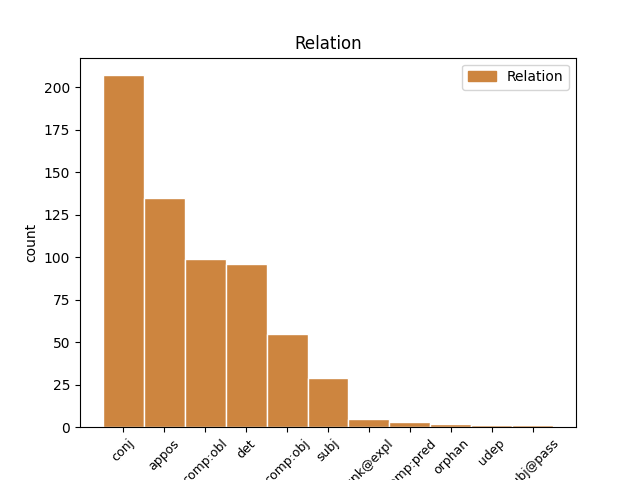 Relation
Relation
count
200
175
150
125
100
75
50
25
0
conj
appos
comp:obl
det
comp:obj
subj
nk@expl
mp:pred
orphan
udep
bj@pass